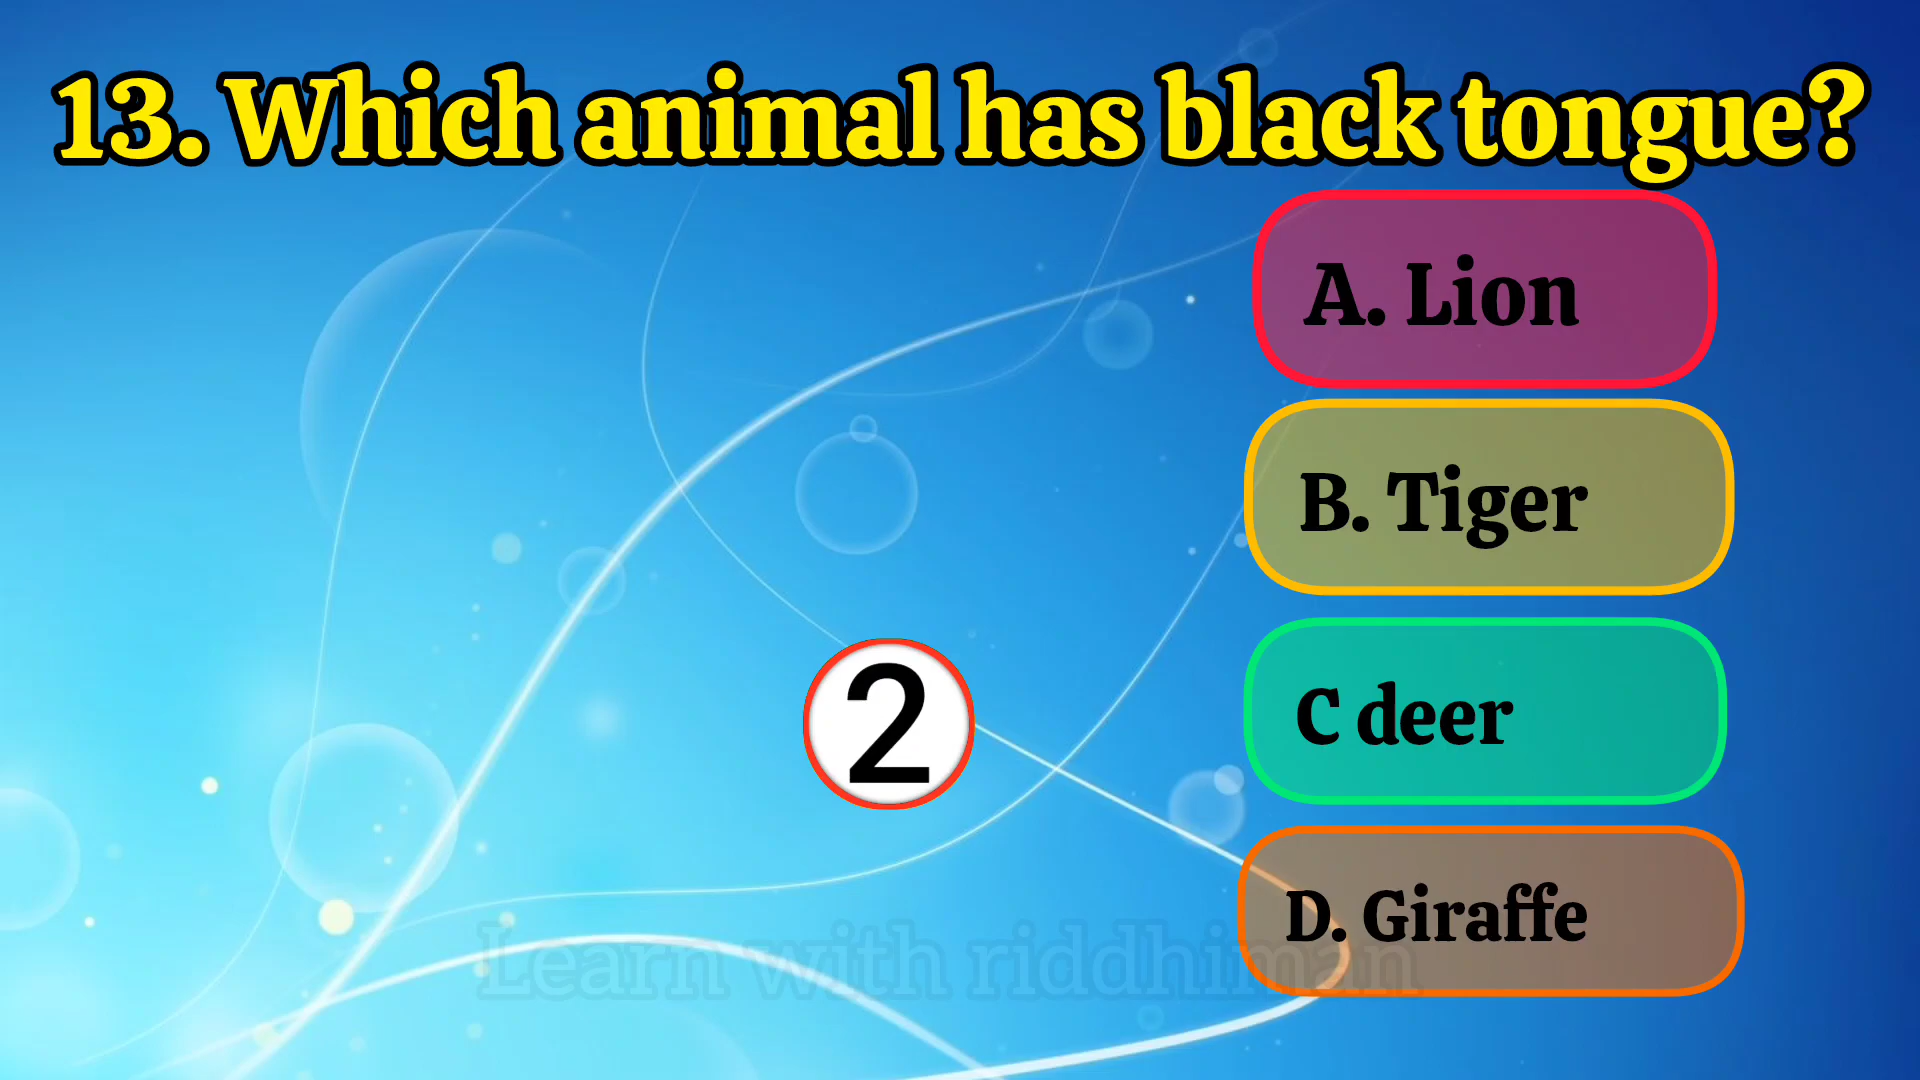 13. Which animal has black tongue?
A. Lion
B. Tiger
C deer
2
D. Giraffe
Learn with riddhiman